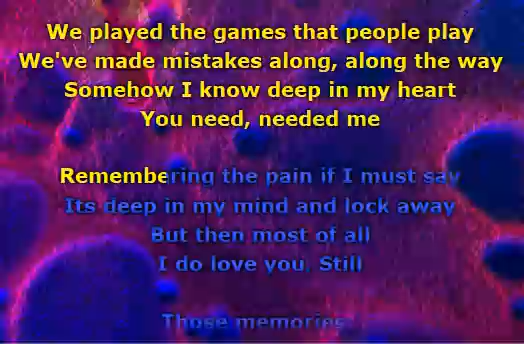 We played the games that people play
We've made mistakes along, along the way
Somehow I know deep in my heart
You need, needed me
Remembering the pain if I must say
Its deep in my mind and lock away
But then most of all
I do love you, Still
Those memories